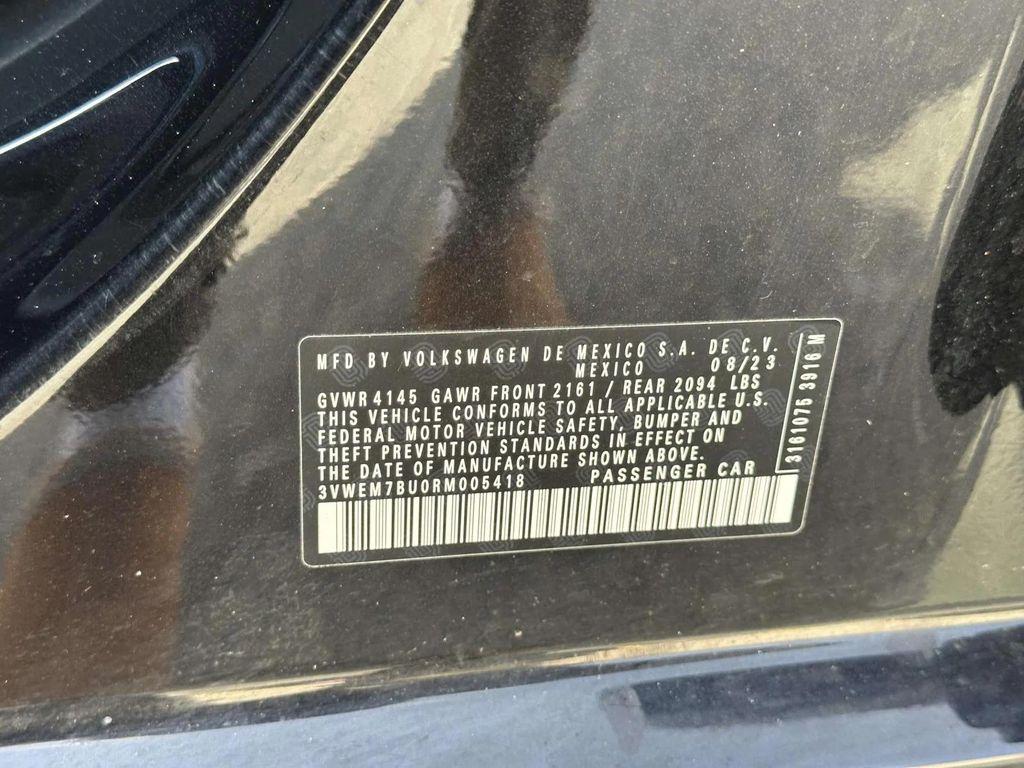 MFD BY VOLKSWAGEN DE MEXICO S.A. DE C.V.
MEXICO 08/23
GVWR 4145 GAWR FRONT 2161 / REAR 2094 LBS
THIS VEHICLE CONFORMS TO ALL APPLICABLE U.S.
FEDERAL MOTOR VEHICLE SAFETY, BUMPER AND
THEFT PREVENTION STANDARDS IN EFFECT ON
THE DATE OF MANUFACTURE SHOWN ABOVE.
3VWEM7BU0RM005418 PASSENGER CAR
3161075 3916 M